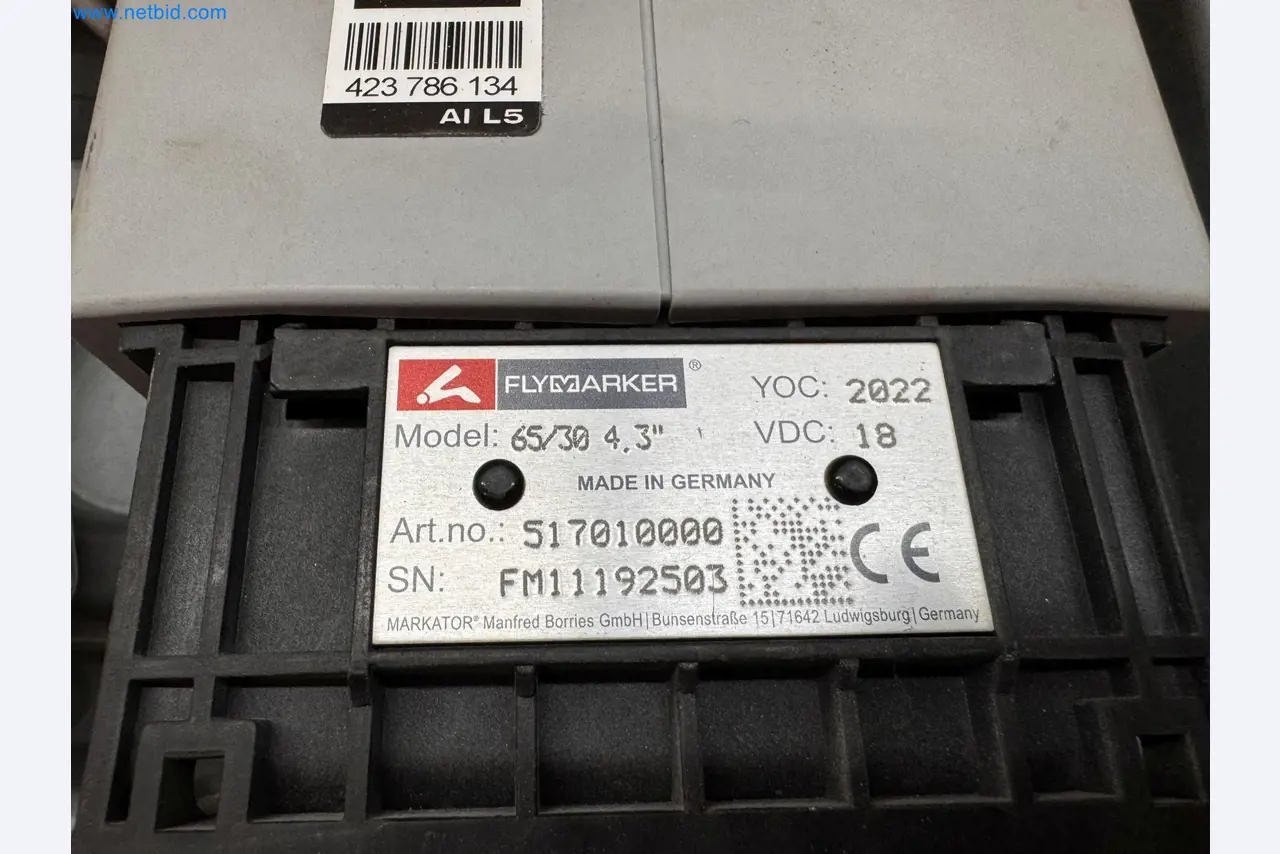 www.netbid.com
423 786 134
AI L5
FLYMARKER® YOC: 2022
Model: 65/30 4.3" VDC: 18
MADE IN GERMANY
Art.no.: 517010000
SN: FM11192503
CE
MARKATOR® Manfred Borries GmbH|Bunsenstraße 15|71642 Ludwigsburg|Germany